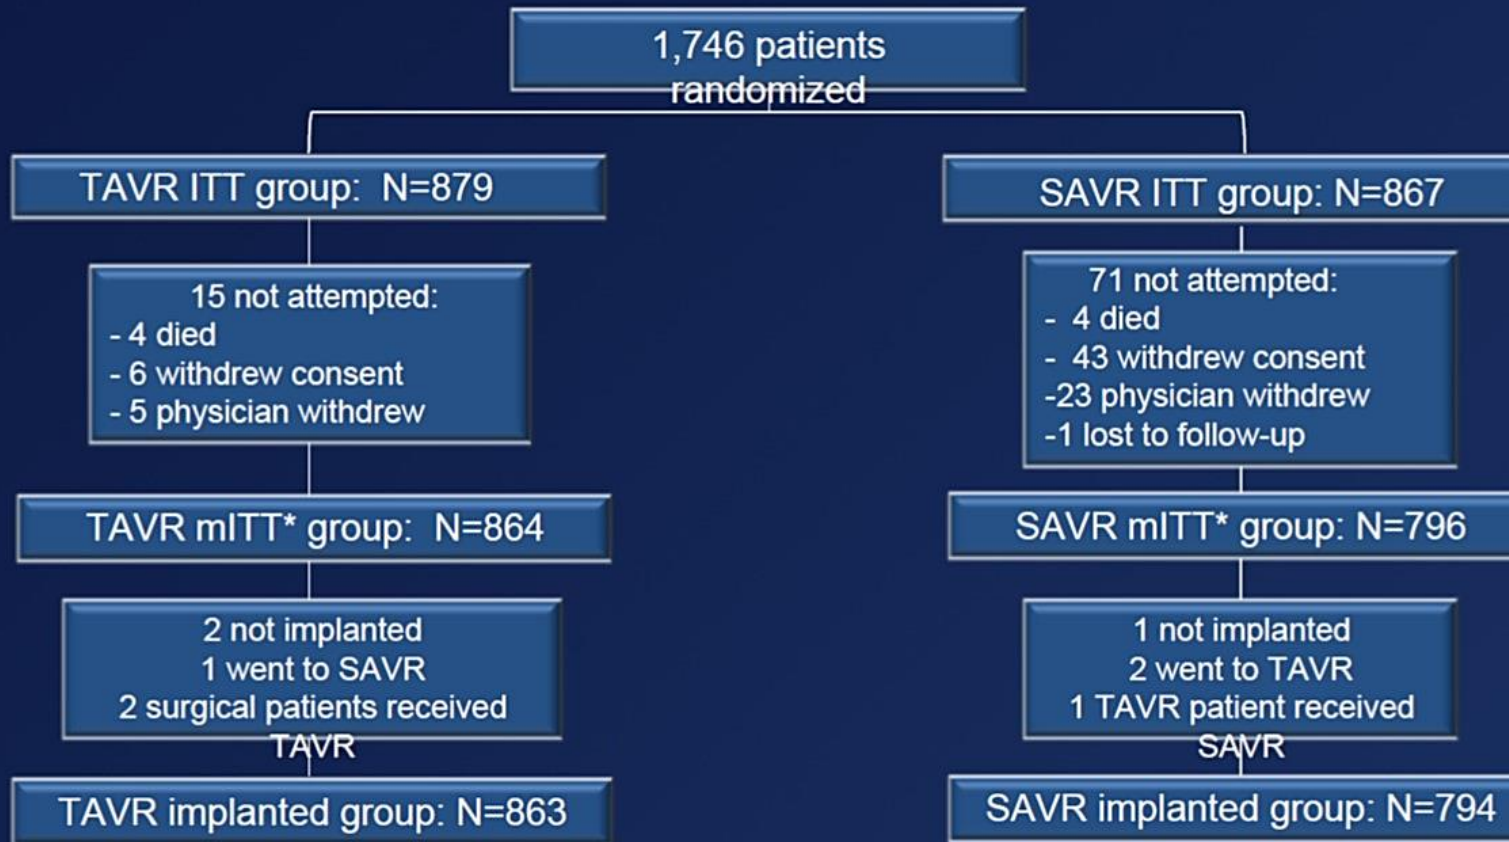 1,746 patients
randomized
TAVR ITT group: N=879
15 not attempted:
- 4 died
- 6 withdrew consent
- 5 physician withdrew
TAVR mITT* group: N=864
2 not implanted
1 went to SAVR
2 surgical patients received
TAVR
TAVR implanted group: N=863
SAVR ITT group: N=867
71 not attempted:
- 4 died
- 43 withdrew consent
-23 physician withdrew
-1 lost to follow-up
SAVR mITT* group: N=796
1 not implanted
2 went to TAVR
1 TAVR patient received
SAVR
SAVR implanted group: N=794